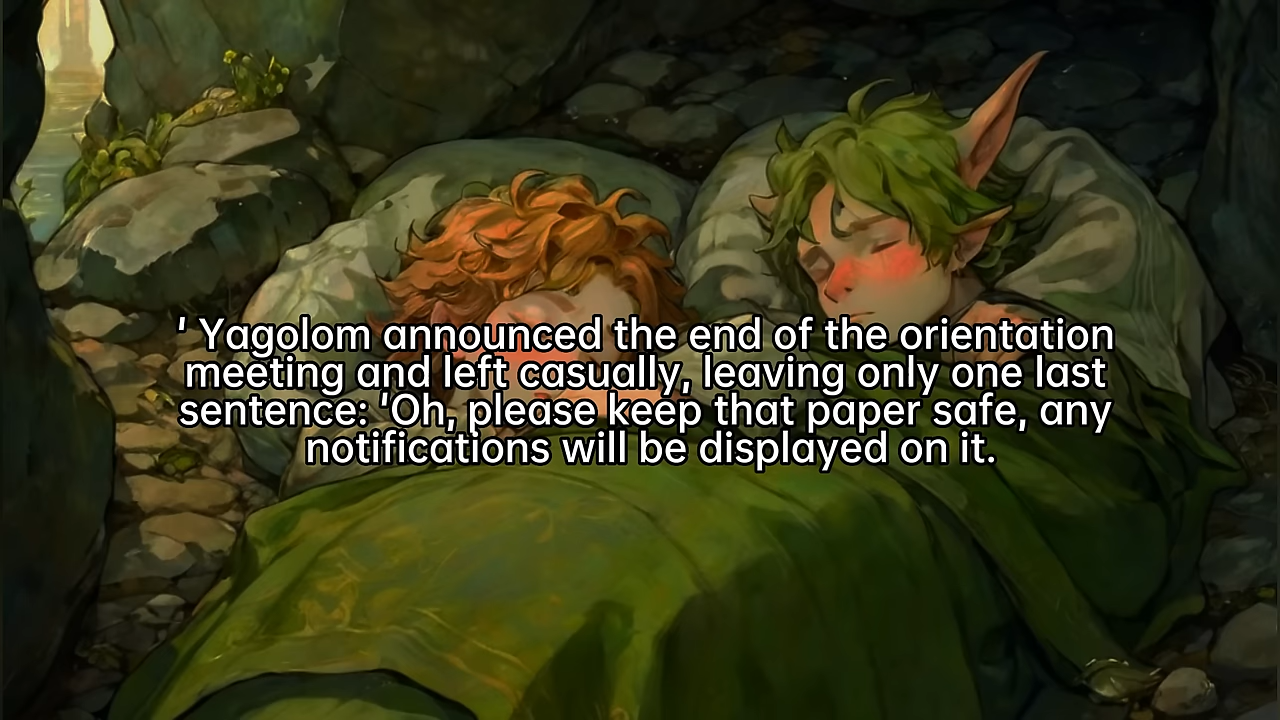 ' Yagolom announced the end of the orientation
meeting and left casually, leaving only one last
sentence: 'Oh, please keep that paper safe, any
notifications will be displayed on it.